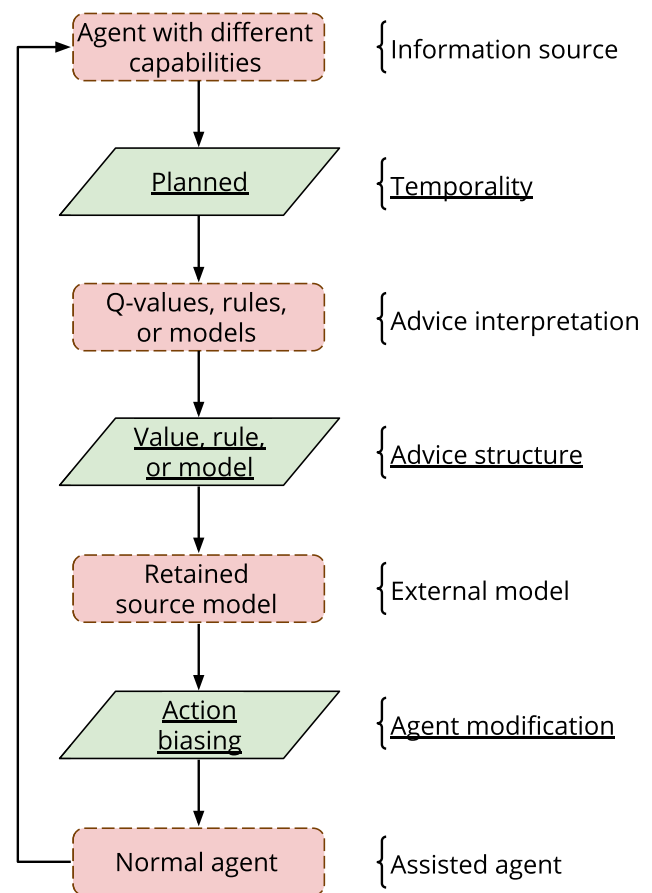 Agent with different
capabilities
Information source
Planned
Temporality
Q-values, rules,
or models
Advice interpretation
Value, rule,
or model
Advice structure
Retained
source model
External model
Action
biasing
Agent modification
Normal agent
Assisted agent